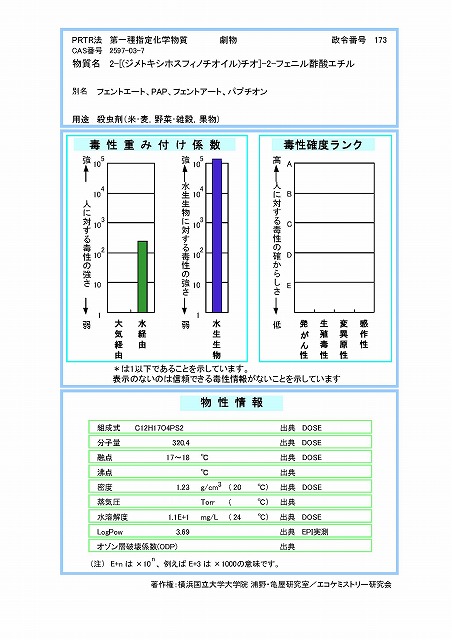 PRTR法 第一種指定化学物質 劇物 政令番号 173
CAS番号 2597-03-7
物質名 2-[(ジメトキシホスフィノチオイル)チオ]-2-フェニル酢酸エチル
別名 フェントエート、PAP、フェントアート、パプチオン
用途 殺虫剤(米・麦, 野菜・雑穀, 果物)
毒性重み付け係数
強 人に対する毒性の強さ 弱
10^5
10^4
10^3
10^2
10
1
大気経由
水経由
強 水生生物に対する毒性の強さ 弱
10^5
10^4
10^3
10^2
10
1
水生生物
毒性確度ランク
高 人に対する毒性の確からしさ 低
A
B
C
D
E
発がん性
生殖毒性
変異原性
感作性
*は1以下であることを示しています。
表示のないのは信頼できる毒性情報がないことを示しています
物性情報
組成式 C12H17O4PS2 出典 DOSE
分子量 320.4 出典 DOSE
融点 17～18 ℃ 出典 DOSE
沸点 ℃ 出典
密度 1.23 g/cm3 ( 20 ℃) 出典 DOSE
蒸気圧 Torr ( ℃) 出典
水溶解度 1.1E+1 mg/L ( 24 ℃) 出典 DOSE
LogPow 3.69 出典 EPI実測
オゾン層破壊係数(ODP) 出典
(注) E+n は ×10^n、例えば E+3 は ×1000の意味です。
著作権:横浜国立大学大学院 浦野・亀屋研究室/エコケミストリー研究会